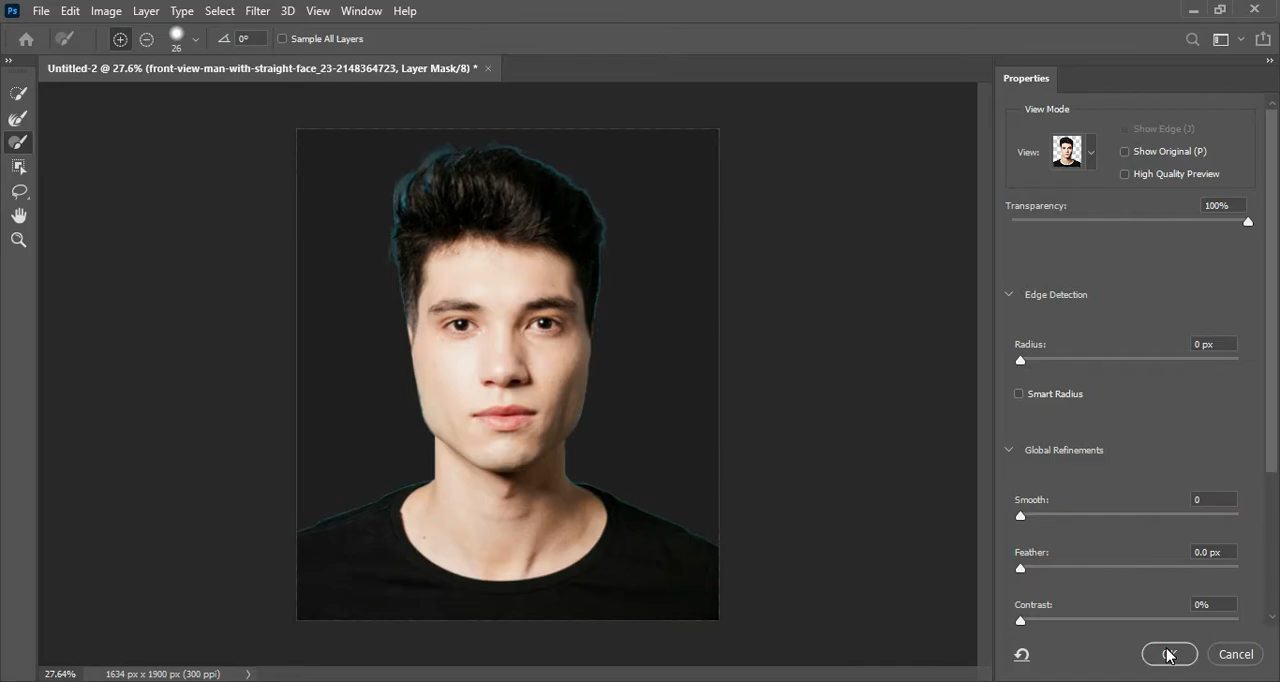 Ps File Edit Image Layer Type Select Filter 3D View Window Help
26 0° Sample All Layers
Untitled-2 @ 27.6% (front-view-man-with-straight-face_23-2148364723, Layer Mask/8) * ×
Properties
View Mode
Show Edge (J)
View: Show Original (P)
High Quality Preview
Transparency: 100%
Edge Detection
Radius: 0 px
Smart Radius
Global Refinements
Smooth: 0
Feather: 0.0 px
Contrast: 0%
Cancel
27.64% 1634 px x 1900 px (300 ppi)